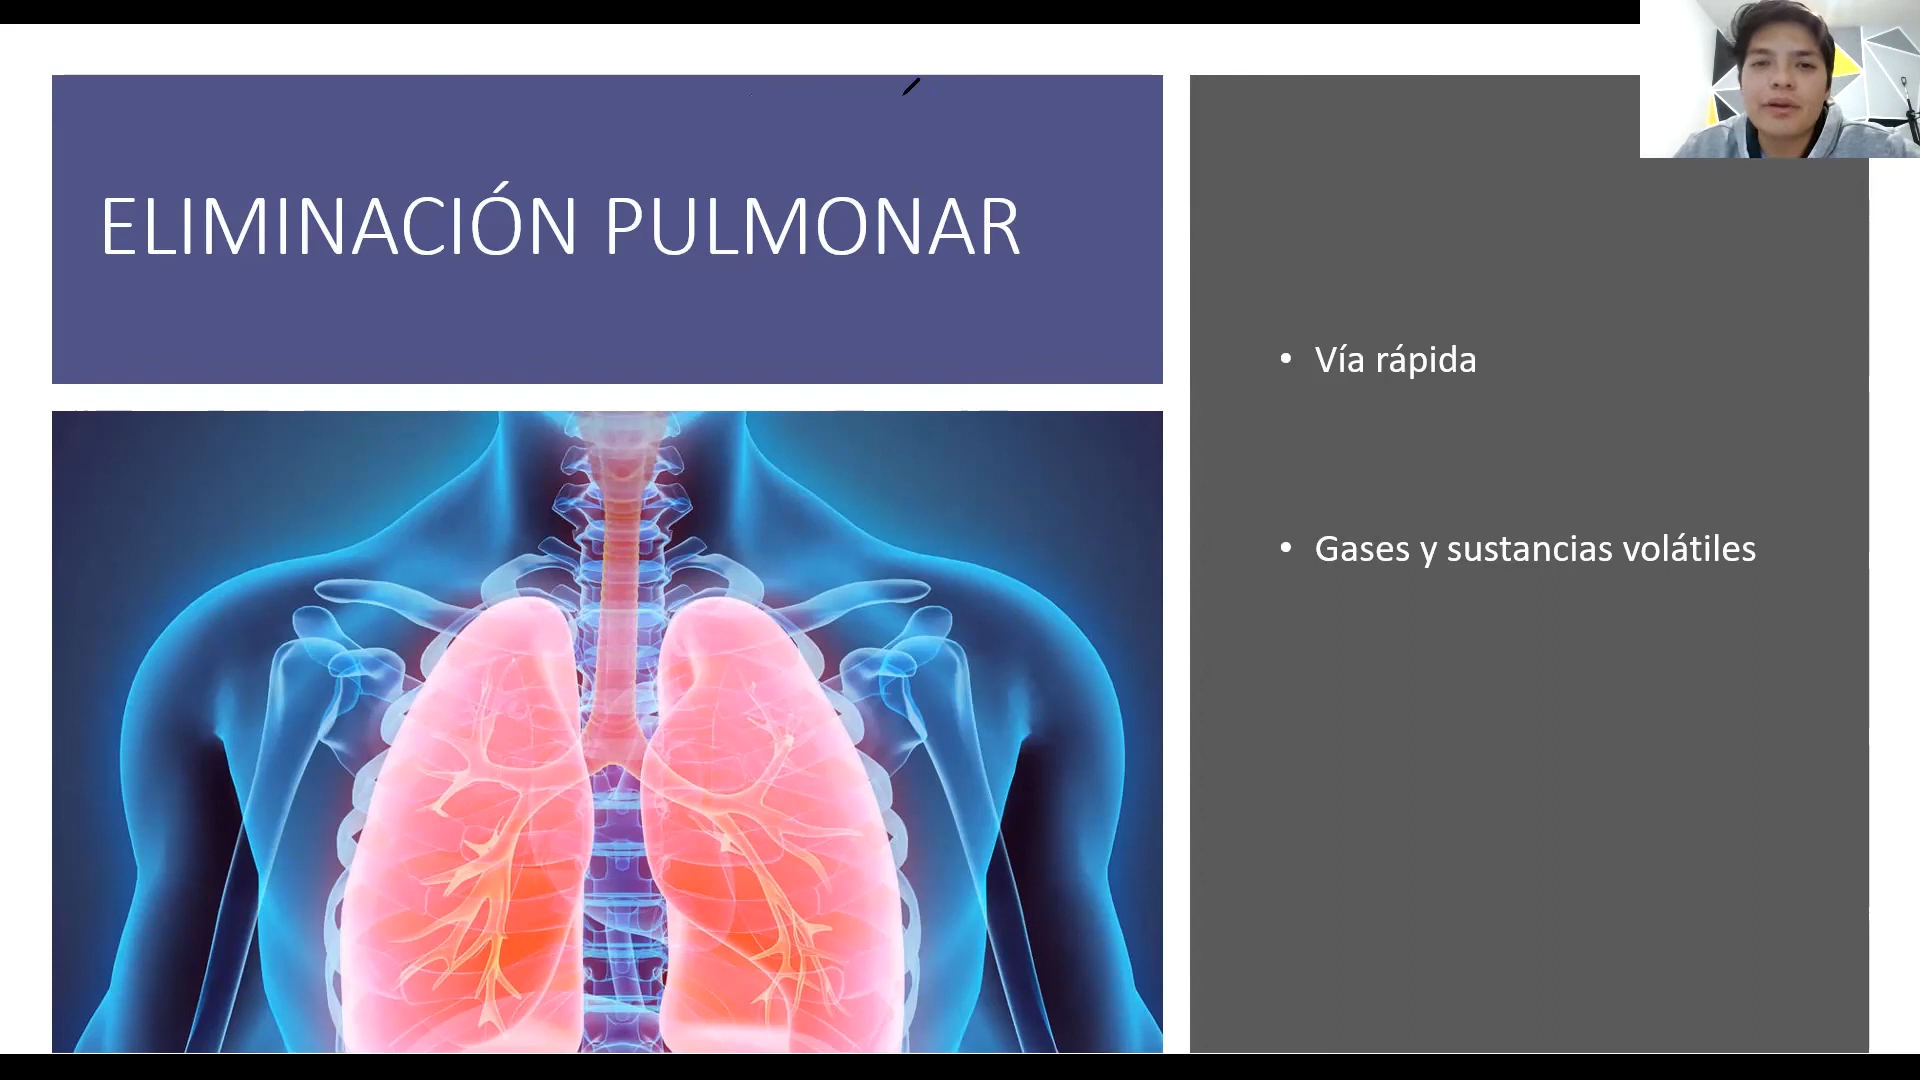 ELIMINACIÓN PULMONAR
• Vía rápida
• Gases y sustancias volátiles